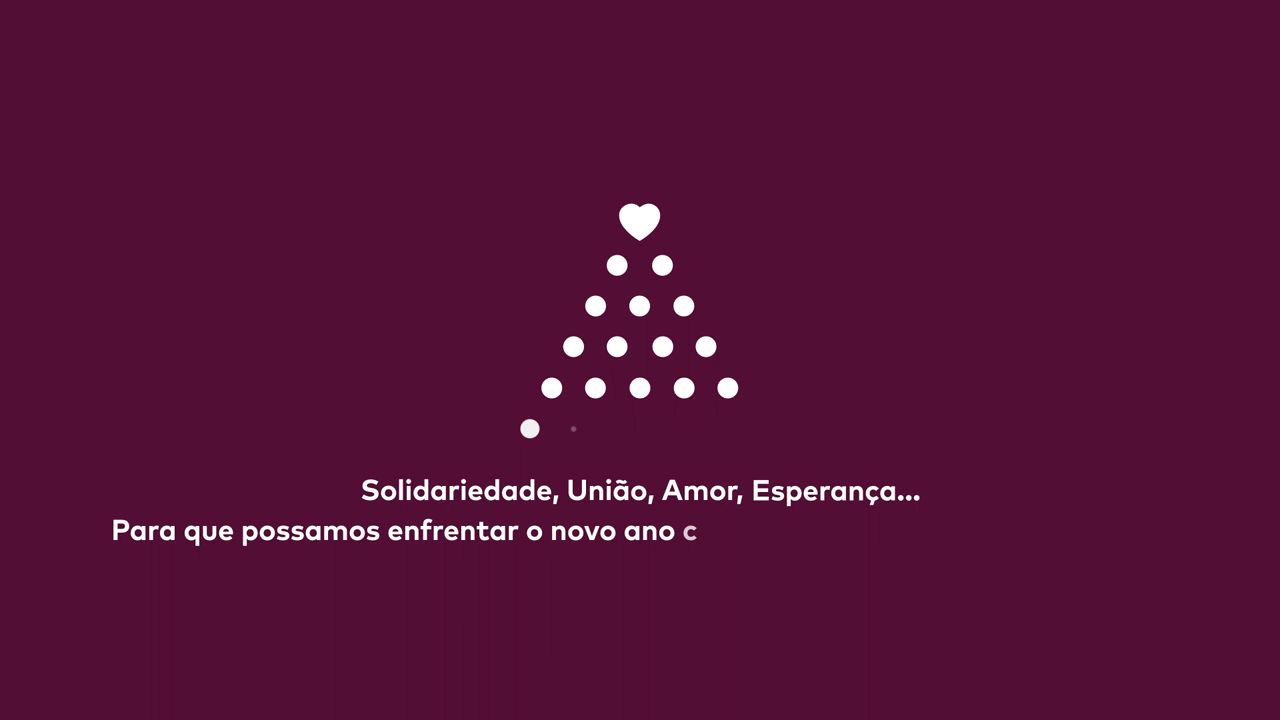 Solidariedade, União, Amor, Esperança...
Para que possamos enfrentar o novo ano c